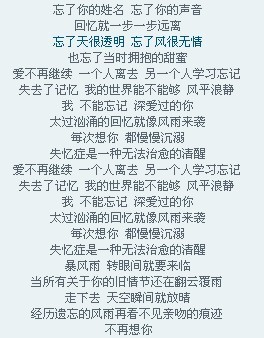 忘了你的姓名 忘了你的声音
回忆就一步一步远离
忘了天很透明 忘了风很无情
也忘了当时拥抱的甜蜜
爱不再继续 一个人离去 另一个人学习忘记
失去了记忆 我的世界能不能够 风平浪静
我 不能忘记 深爱过的你
太过汹涌的回忆就像风雨来袭
每次想你 都慢慢沉溺
失忆症是一种无法治愈的清醒
爱不再继续 一个人离去 另一个人学习忘记
失去了记忆 我的世界能不能够 风平浪静
我 不能忘记 深爱过的你
太过汹涌的回忆就像风雨来袭
每次想你 都慢慢沉溺
失忆症是一种无法治愈的清醒
暴风雨 转眼间就要来临
当所有关于你的旧情节还在翻云覆雨
走下去 天空瞬间就放晴
经历遗忘的风雨再看不见亲吻的痕迹
不再想你